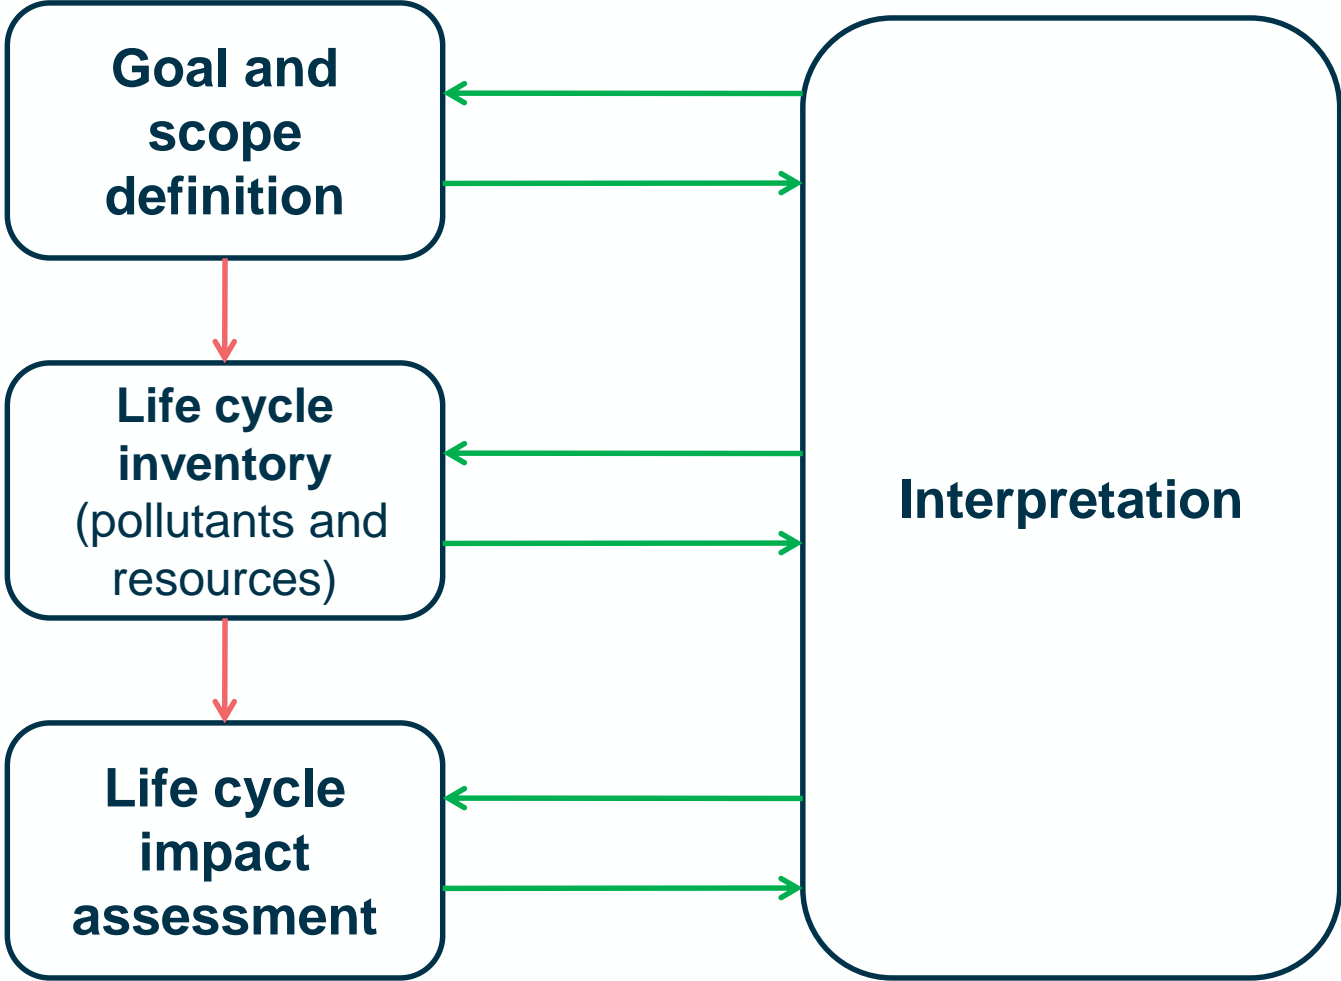 Goal and
scope
definition
Life cycle
inventory
(pollutants and
resources)
Life cycle
impact
assessment
Interpretation